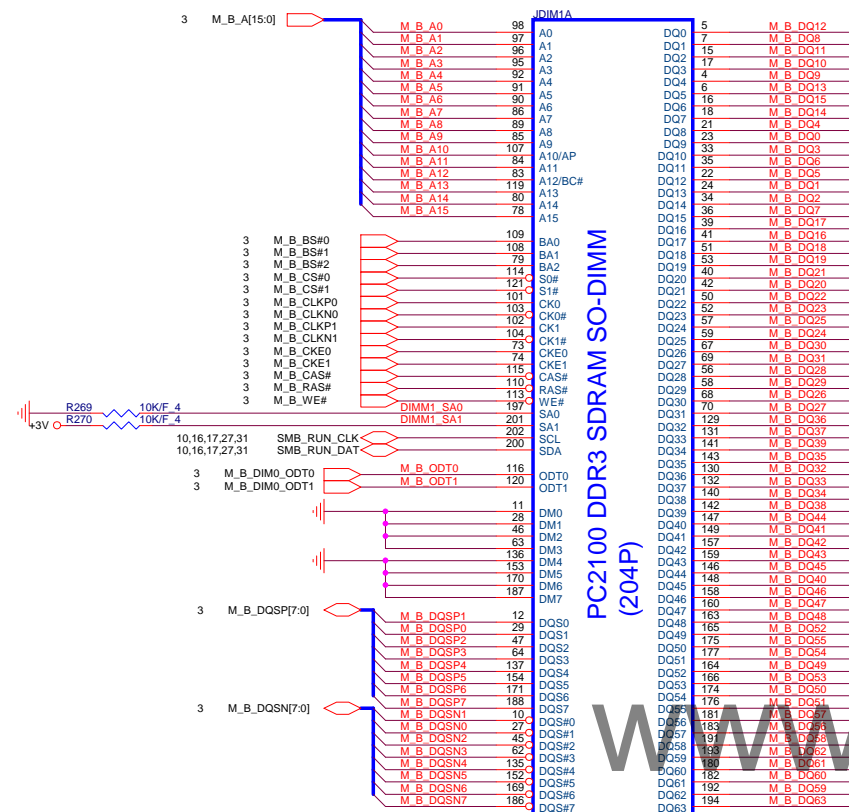 JDIM1A
3 M_B_A[15:0]
M_B_A0 98 A0 DQ0 5 M_B_DQ12
M_B_A1 97 A1 DQ1 7 M_B_DQ8
M_B_A2 96 A2 DQ2 15 M_B_DQ11
M_B_A3 95 A3 DQ3 17 M_B_DQ10
M_B_A4 92 A4 DQ4 4 M_B_DQ9
M_B_A5 91 A5 DQ5 6 M_B_DQ13
M_B_A6 90 A6 DQ6 16 M_B_DQ15
M_B_A7 86 A7 DQ7 18 M_B_DQ14
M_B_A8 89 A8 DQ8 21 M_B_DQ4
M_B_A9 85 A9 DQ9 23 M_B_DQ0
M_B_A10 107 A10/AP DQ10 33 M_B_DQ3
M_B_A11 84 A11 DQ11 35 M_B_DQ6
M_B_A12 83 A12/BC# DQ12 22 M_B_DQ5
M_B_A13 119 A13 DQ13 24 M_B_DQ1
M_B_A14 80 A14 DQ14 34 M_B_DQ2
M_B_A15 78 A15 DQ15 36 M_B_DQ7
DQ16 39 M_B_DQ17
3 M_B_BS#0 109 BA0 DQ17 41 M_B_DQ16
3 M_B_BS#1 108 BA1 DQ18 51 M_B_DQ18
3 M_B_BS#2 79 BA2 DQ19 53 M_B_DQ19
3 M_B_CS#0 114 S0# DQ20 40 M_B_DQ21
3 M_B_CS#1 121 S1# DQ21 42 M_B_DQ20
3 M_B_CLKP0 101 CK0 DQ22 50 M_B_DQ22
3 M_B_CLKN0 103 CK0# DQ23 52 M_B_DQ23
3 M_B_CLKP1 102 CK1 DQ24 57 M_B_DQ25
3 M_B_CLKN1 104 CK1# DQ25 59 M_B_DQ24
3 M_B_CKE0 73 CKE0 DQ26 67 M_B_DQ30
3 M_B_CKE1 74 CKE1 DQ27 69 M_B_DQ31
3 M_B_CAS# 115 CAS# DQ28 56 M_B_DQ28
3 M_B_RAS# 110 RAS# DQ29 58 M_B_DQ29
3 M_B_WE# 113 WE# DQ30 68 M_B_DQ26
R269 10K/F_4 DIMM1_SA0 197 SA0 DQ31 70 M_B_DQ27
+3V R270 10K/F_4 DIMM1_SA1 201 SA1 DQ32 129 M_B_DQ36
10,16,17,27,31 SMB_RUN_CLK 202 SCL DQ33 131 M_B_DQ37
10,16,17,27,31 SMB_RUN_DAT 200 SDA DQ34 141 M_B_DQ39
DQ35 143 M_B_DQ35
3 M_B_DIM0_ODT0 M_B_ODT0 116 ODT0 DQ36 130 M_B_DQ32
3 M_B_DIM0_ODT1 M_B_ODT1 120 ODT1 DQ37 132 M_B_DQ33
DQ38 140 M_B_DQ34
11 DM0 DQ39 142 M_B_DQ38
28 DM1 DQ40 147 M_B_DQ44
46 DM2 DQ41 149 M_B_DQ41
63 DM3 DQ42 157 M_B_DQ42
136 DM4 DQ43 159 M_B_DQ43
153 DM5 DQ44 146 M_B_DQ45
170 DM6 DQ45 148 M_B_DQ40
187 DM7 DQ46 158 M_B_DQ46
DQ47 160 M_B_DQ47
3 M_B_DQSP[7:0]
M_B_DQSP1 12 DQS0 DQ48 163 M_B_DQ48
M_B_DQSP0 29 DQS1 DQ49 165 M_B_DQ52
M_B_DQSP2 47 DQS2 DQ50 175 M_B_DQ55
M_B_DQSP3 64 DQS3 DQ51 177 M_B_DQ54
M_B_DQSP4 137 DQS4 DQ52 164 M_B_DQ49
M_B_DQSP5 154 DQS5 DQ53 166 M_B_DQ53
M_B_DQSP6 171 DQS6 DQ54 174 M_B_DQ50
M_B_DQSP7 188 DQS7 DQ55 176 M_B_DQ51
3 M_B_DQSN[7:0]
M_B_DQSN1 10 DQS#0 DQ56 181 M_B_DQ57
M_B_DQSN0 27 DQS#1 DQ57 183 M_B_DQ56
M_B_DQSN2 45 DQS#2 DQ58 191 M_B_DQ58
M_B_DQSN3 62 DQS#3 DQ59 193 M_B_DQ62
M_B_DQSN4 135 DQS#4 DQ60 180 M_B_DQ61
M_B_DQSN5 152 DQS#5 DQ61 182 M_B_DQ60
M_B_DQSN6 169 DQS#6 DQ62 192 M_B_DQ59
M_B_DQSN7 186 DQS#7 DQ63 194 M_B_DQ63
PC2100 DDR3 SDRAM SO-DIMM
(204P)
www